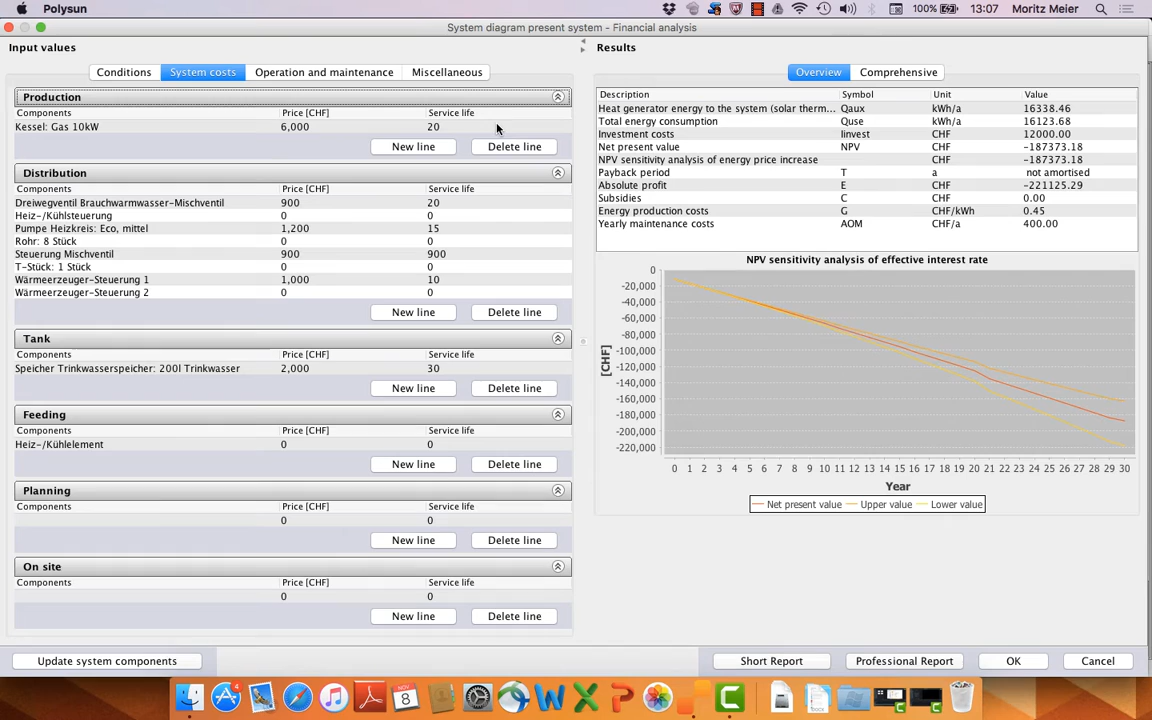 Polysun 100% 13:07 Moritz Meier
System diagram present system - Financial analysis
Input values
Conditions System costs Operation and maintenance Miscellaneous
Production
Components Price [CHF] Service life
Kessel: Gas 10kW 6,000 20
New line Delete line
Distribution
Components Price [CHF] Service life
Dreiwegventil Brauchwarmwasser-Mischventil 900 20
Heiz-/Kühlsteuerung 0 0
Pumpe Heizkreis: Eco, mittel 1,200 15
Rohr: 8 Stück 0 0
Steuerung Mischventil 900 900
T-Stück: 1 Stück 0 0
Wärmeerzeuger-Steuerung 1 1,000 10
Wärmeerzeuger-Steuerung 2 0 0
New line Delete line
Tank
Components Price [CHF] Service life
Speicher Trinkwasserspeicher: 200l Trinkwasser 2,000 30
New line Delete line
Feeding
Components Price [CHF] Service life
Heiz-/Kühlelement 0 0
New line Delete line
Planning
Components Price [CHF] Service life
0 0
New line Delete line
On site
Components Price [CHF] Service life
0 0
New line Delete line
Update system components
Results
Overview Comprehensive
Description Symbol Unit Value
Heat generator energy to the system (solar therm... Qaux kWh/a 16338.46
Total energy consumption Quse kWh/a 16123.68
Investment costs Iinvest CHF 12000.00
Net present value NPV CHF -187373.18
NPV sensitivity analysis of energy price increase CHF -187373.18
Payback period T a not amortised
Absolute profit E CHF -221125.29
Subsidies C CHF 0.00
Energy production costs G CHF/kWh 0.45
Yearly maintenance costs AOM CHF/a 400.00
NPV sensitivity analysis of effective interest rate
0
-20,000
-40,000
-60,000
-80,000
-100,000
-120,000
-140,000
-160,000
-180,000
-200,000
-220,000
[CHF]
0 1 2 3 4 5 6 7 8 9 10 11 12 13 14 15 16 17 18 19 20 21 22 23 24 25 26 27 28 29 30
Year
Net present value Upper value Lower value
Short Report Professional Report OK Cancel
4 NOV 8